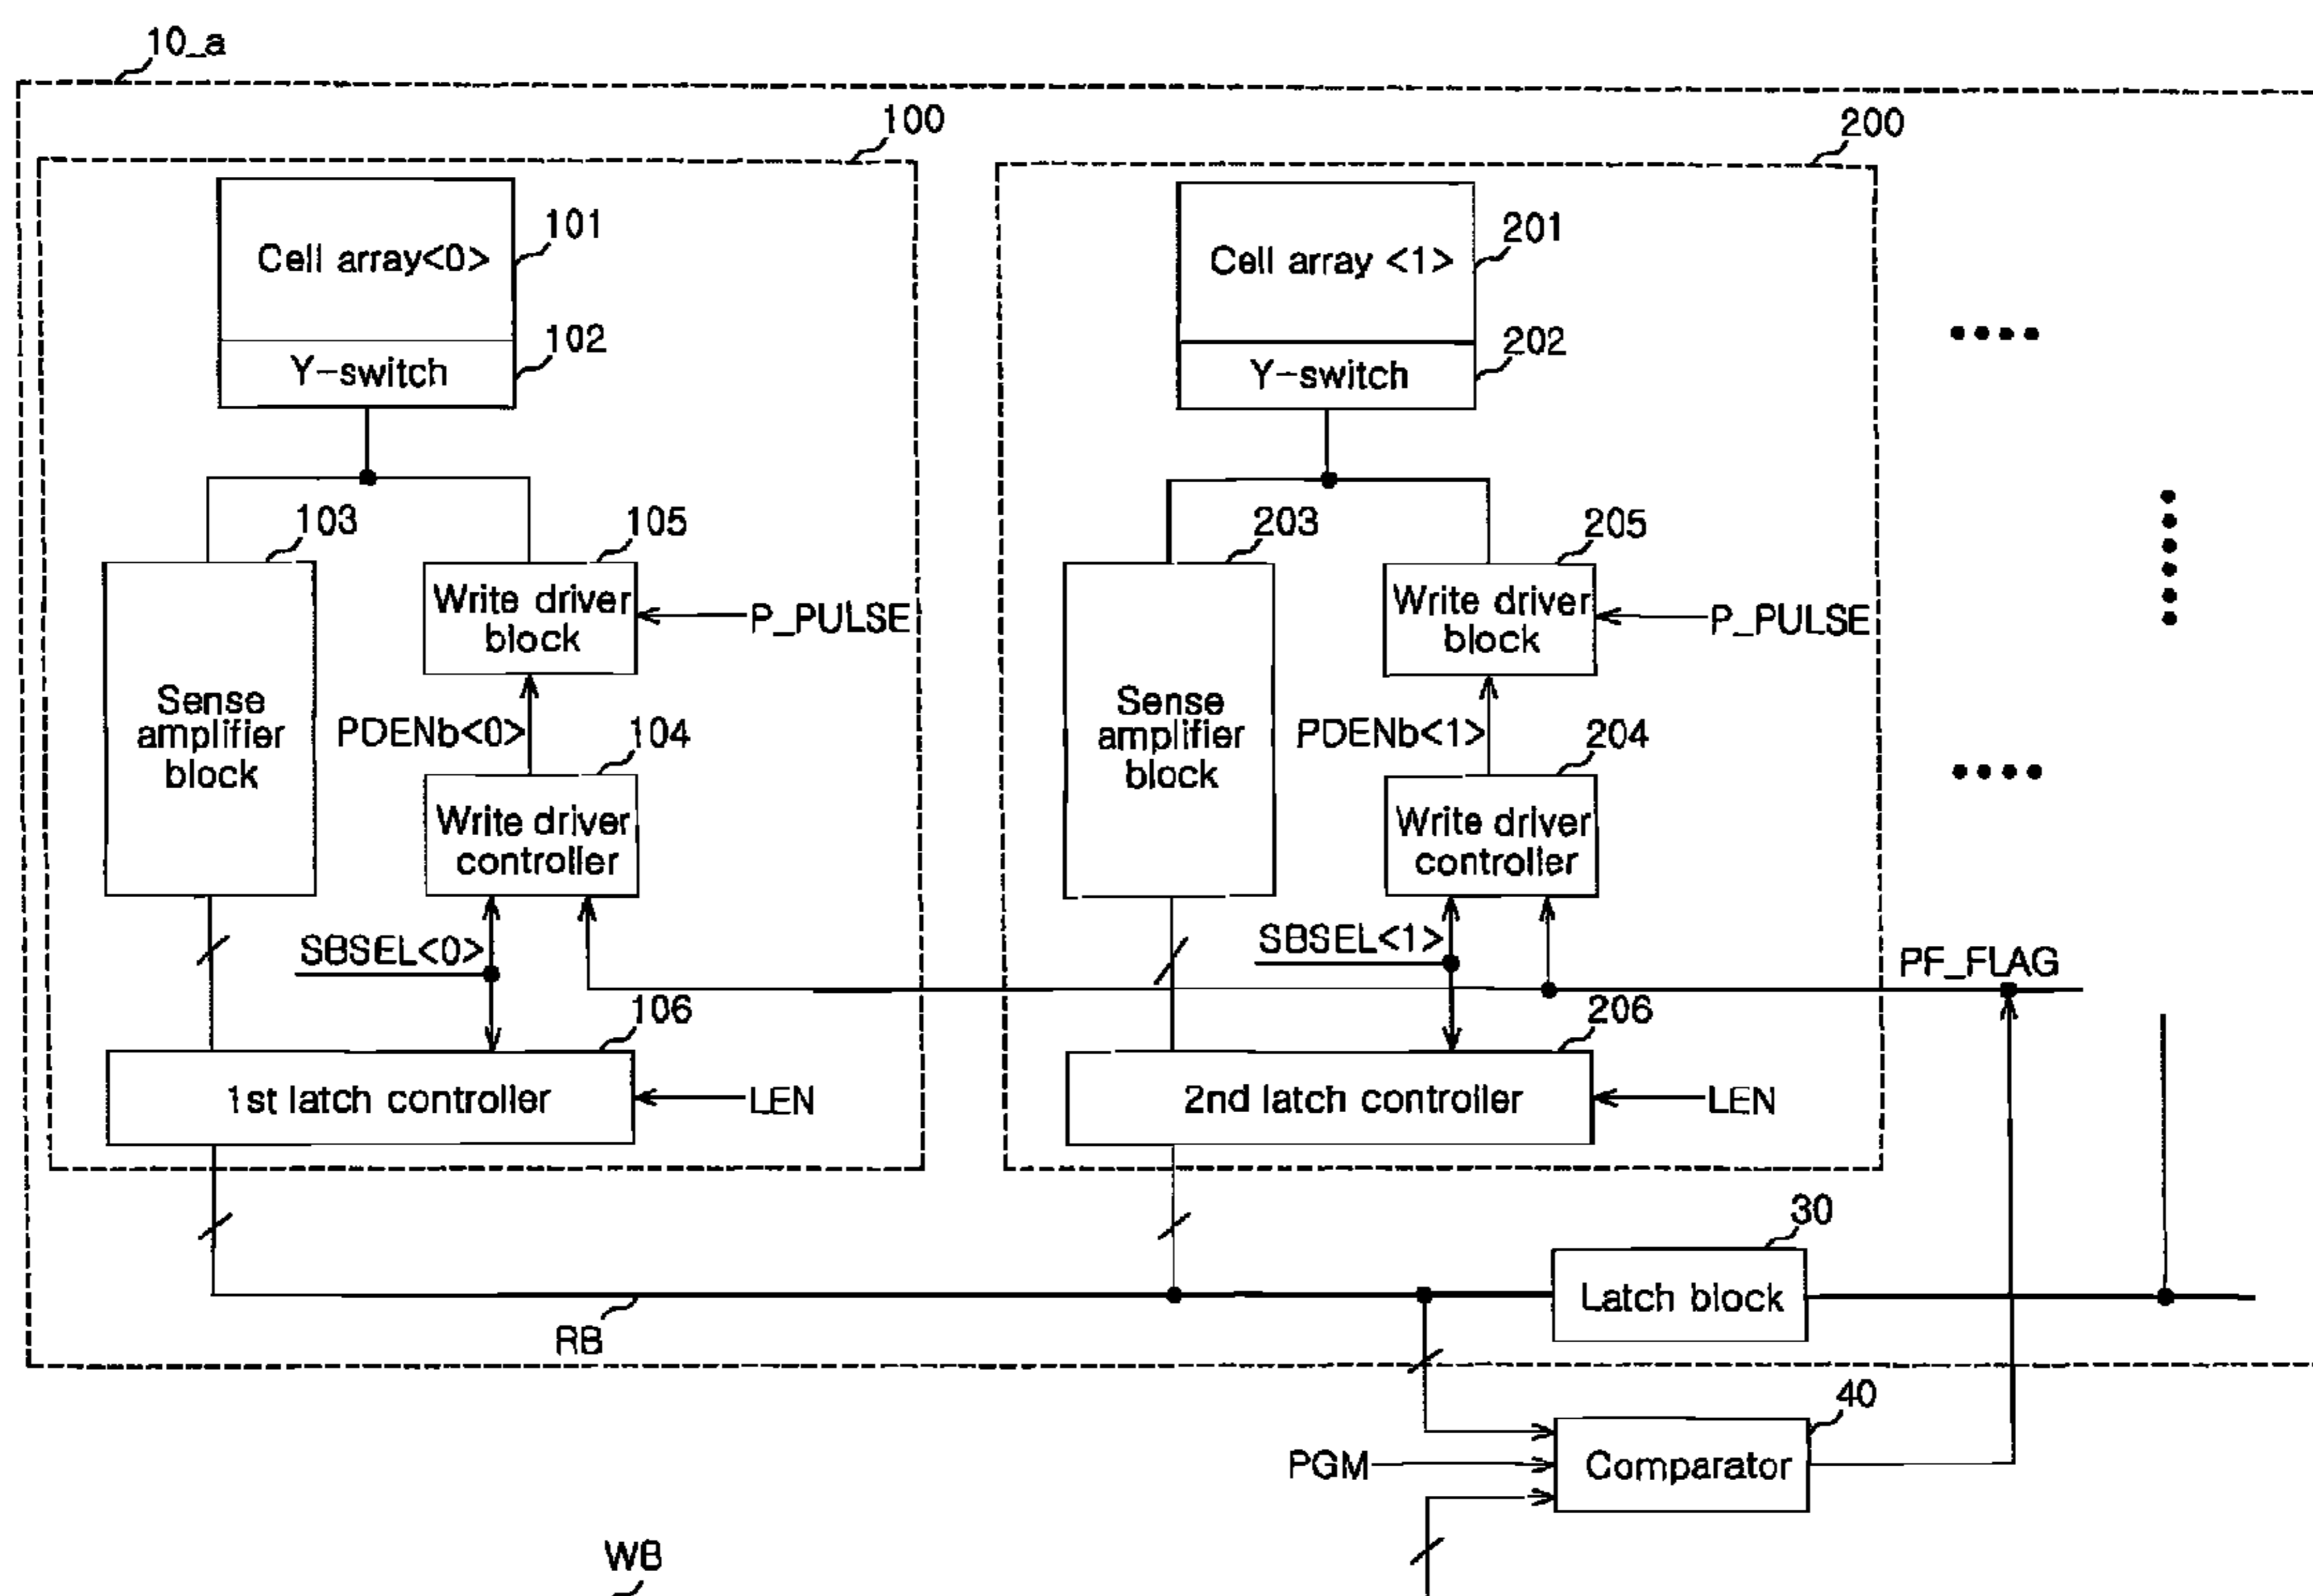 10_a
100
200
Cell array<0>
101
Y-switch
102
Cell array <1>
201
Y-switch
202
103
105
203
205
Write driver
block
P_PULSE
Write driver
block
P_PULSE
Sense
amplifier
block
PDENb<0>
104
Sense
amplifier
block
PDENb<1>
204
Write driver
controller
Write driver
controller
SBSEL<0>
SBSEL<1>
PF_FLAG
106
206
1st latch controller
LEN
2nd latch controller
LEN
30
Latch block
RB
40
PGM
Comparator
WB